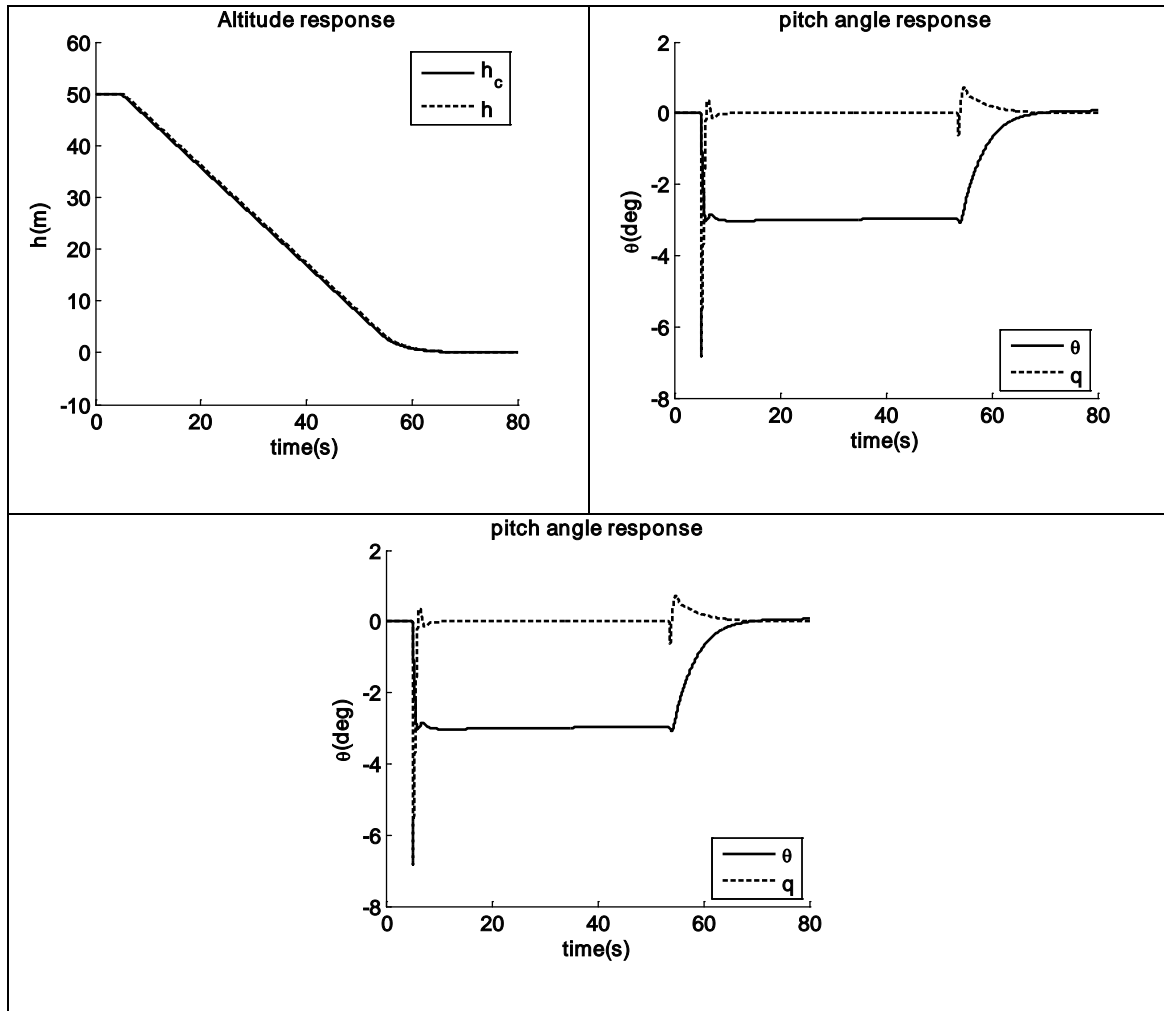 Altitude response
60
50
40
30
20
10
0
-10
h(m)
h_c
h
0 20 40 60 80
time(s)
pitch angle response
2
0
-2
-4
-6
-8
θ(deg)
θ
q
0 20 40 60 80
time(s)
pitch angle response
2
0
-2
-4
-6
-8
θ(deg)
θ
q
0 20 40 60 80
time(s)